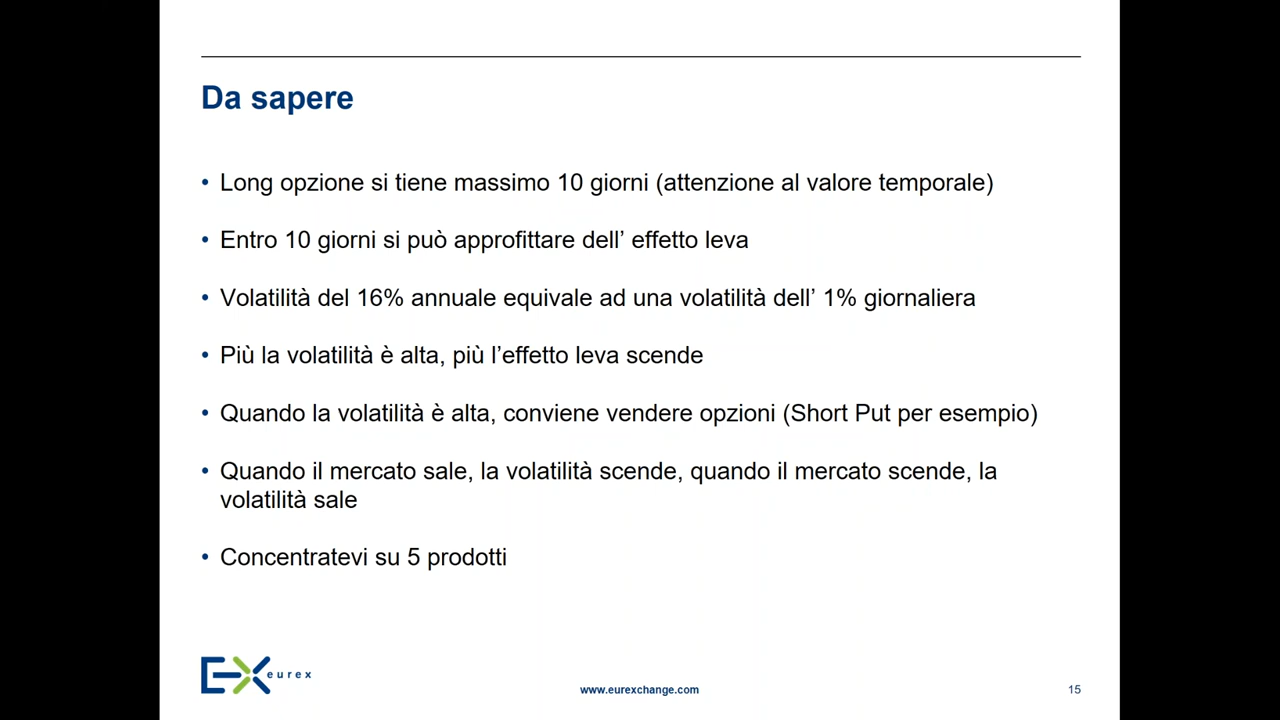 Da sapere
• Long opzione si tiene massimo 10 giorni (attenzione al valore temporale)
• Entro 10 giorni si può approfittare dell’ effetto leva
• Volatilità del 16% annuale equivale ad una volatilità dell’ 1% giornaliera
• Più la volatilità è alta, più l’effetto leva scende
• Quando la volatilità è alta, conviene vendere opzioni (Short Put per esempio)
• Quando il mercato sale, la volatilità scende, quando il mercato scende, la
volatilità sale
• Concentratevi su 5 prodotti
EX eurex
www.eurexchange.com
15